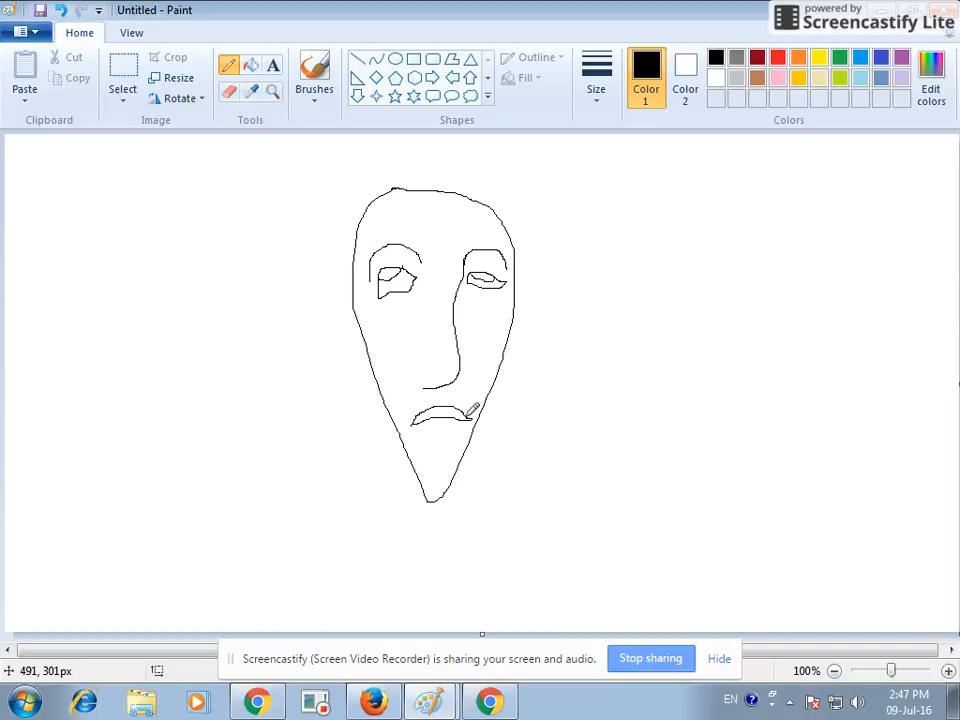 Untitled - Paint
powered by
Screencastify Lite
Home
View
Paste
Cut
Copy
Clipboard
Select
Crop
Resize
Rotate
Image
A
Tools
Brushes
Shapes
Outline
Fill
Size
Color
1
Color
2
Edit
colors
Colors
Screencastify (Screen Video Recorder) is sharing your screen and audio.
Stop sharing
Hide
491, 301px
100%
EN
2:47 PM
09-Jul-16